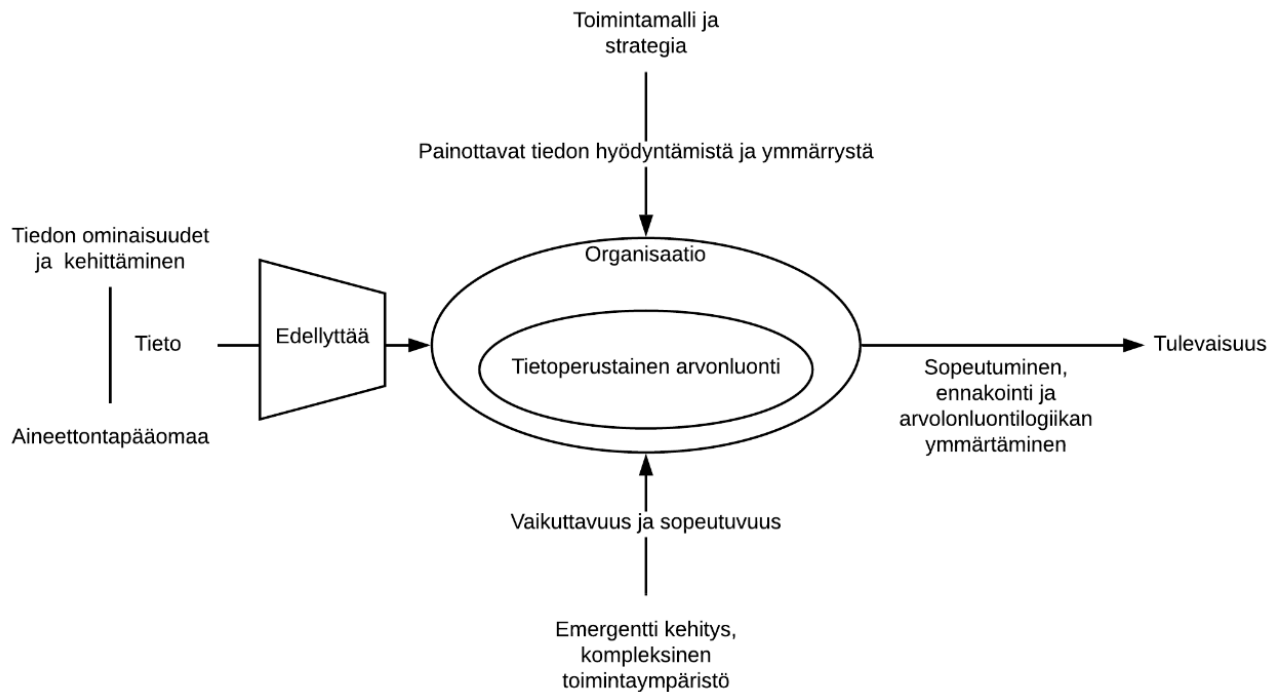 Toimintamalli ja
strategia
Painottavat tiedon hyödyntämistä ja ymmärrystä
Tiedon ominaisuudet
ja kehittäminen
Organisaatio
Tieto
Edellyttää
Tietoperustainen arvonluonti
Tulevaisuus
Sopeutuminen,
ennakointi ja
arvolonluontilogiikan
ymmärtäminen
Aineettontapääomaa
Vaikuttavuus ja sopeutuvuus
Emergentti kehitys,
kompleksinen
toimintaympäristö